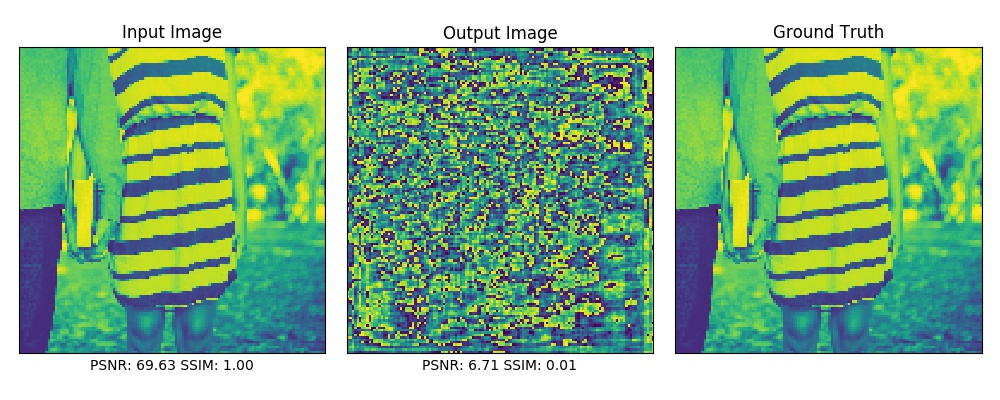 Input Image
Output Image
Ground Truth
PSNR: 69.63 SSIM: 1.00
PSNR: 6.71 SSIM: 0.01